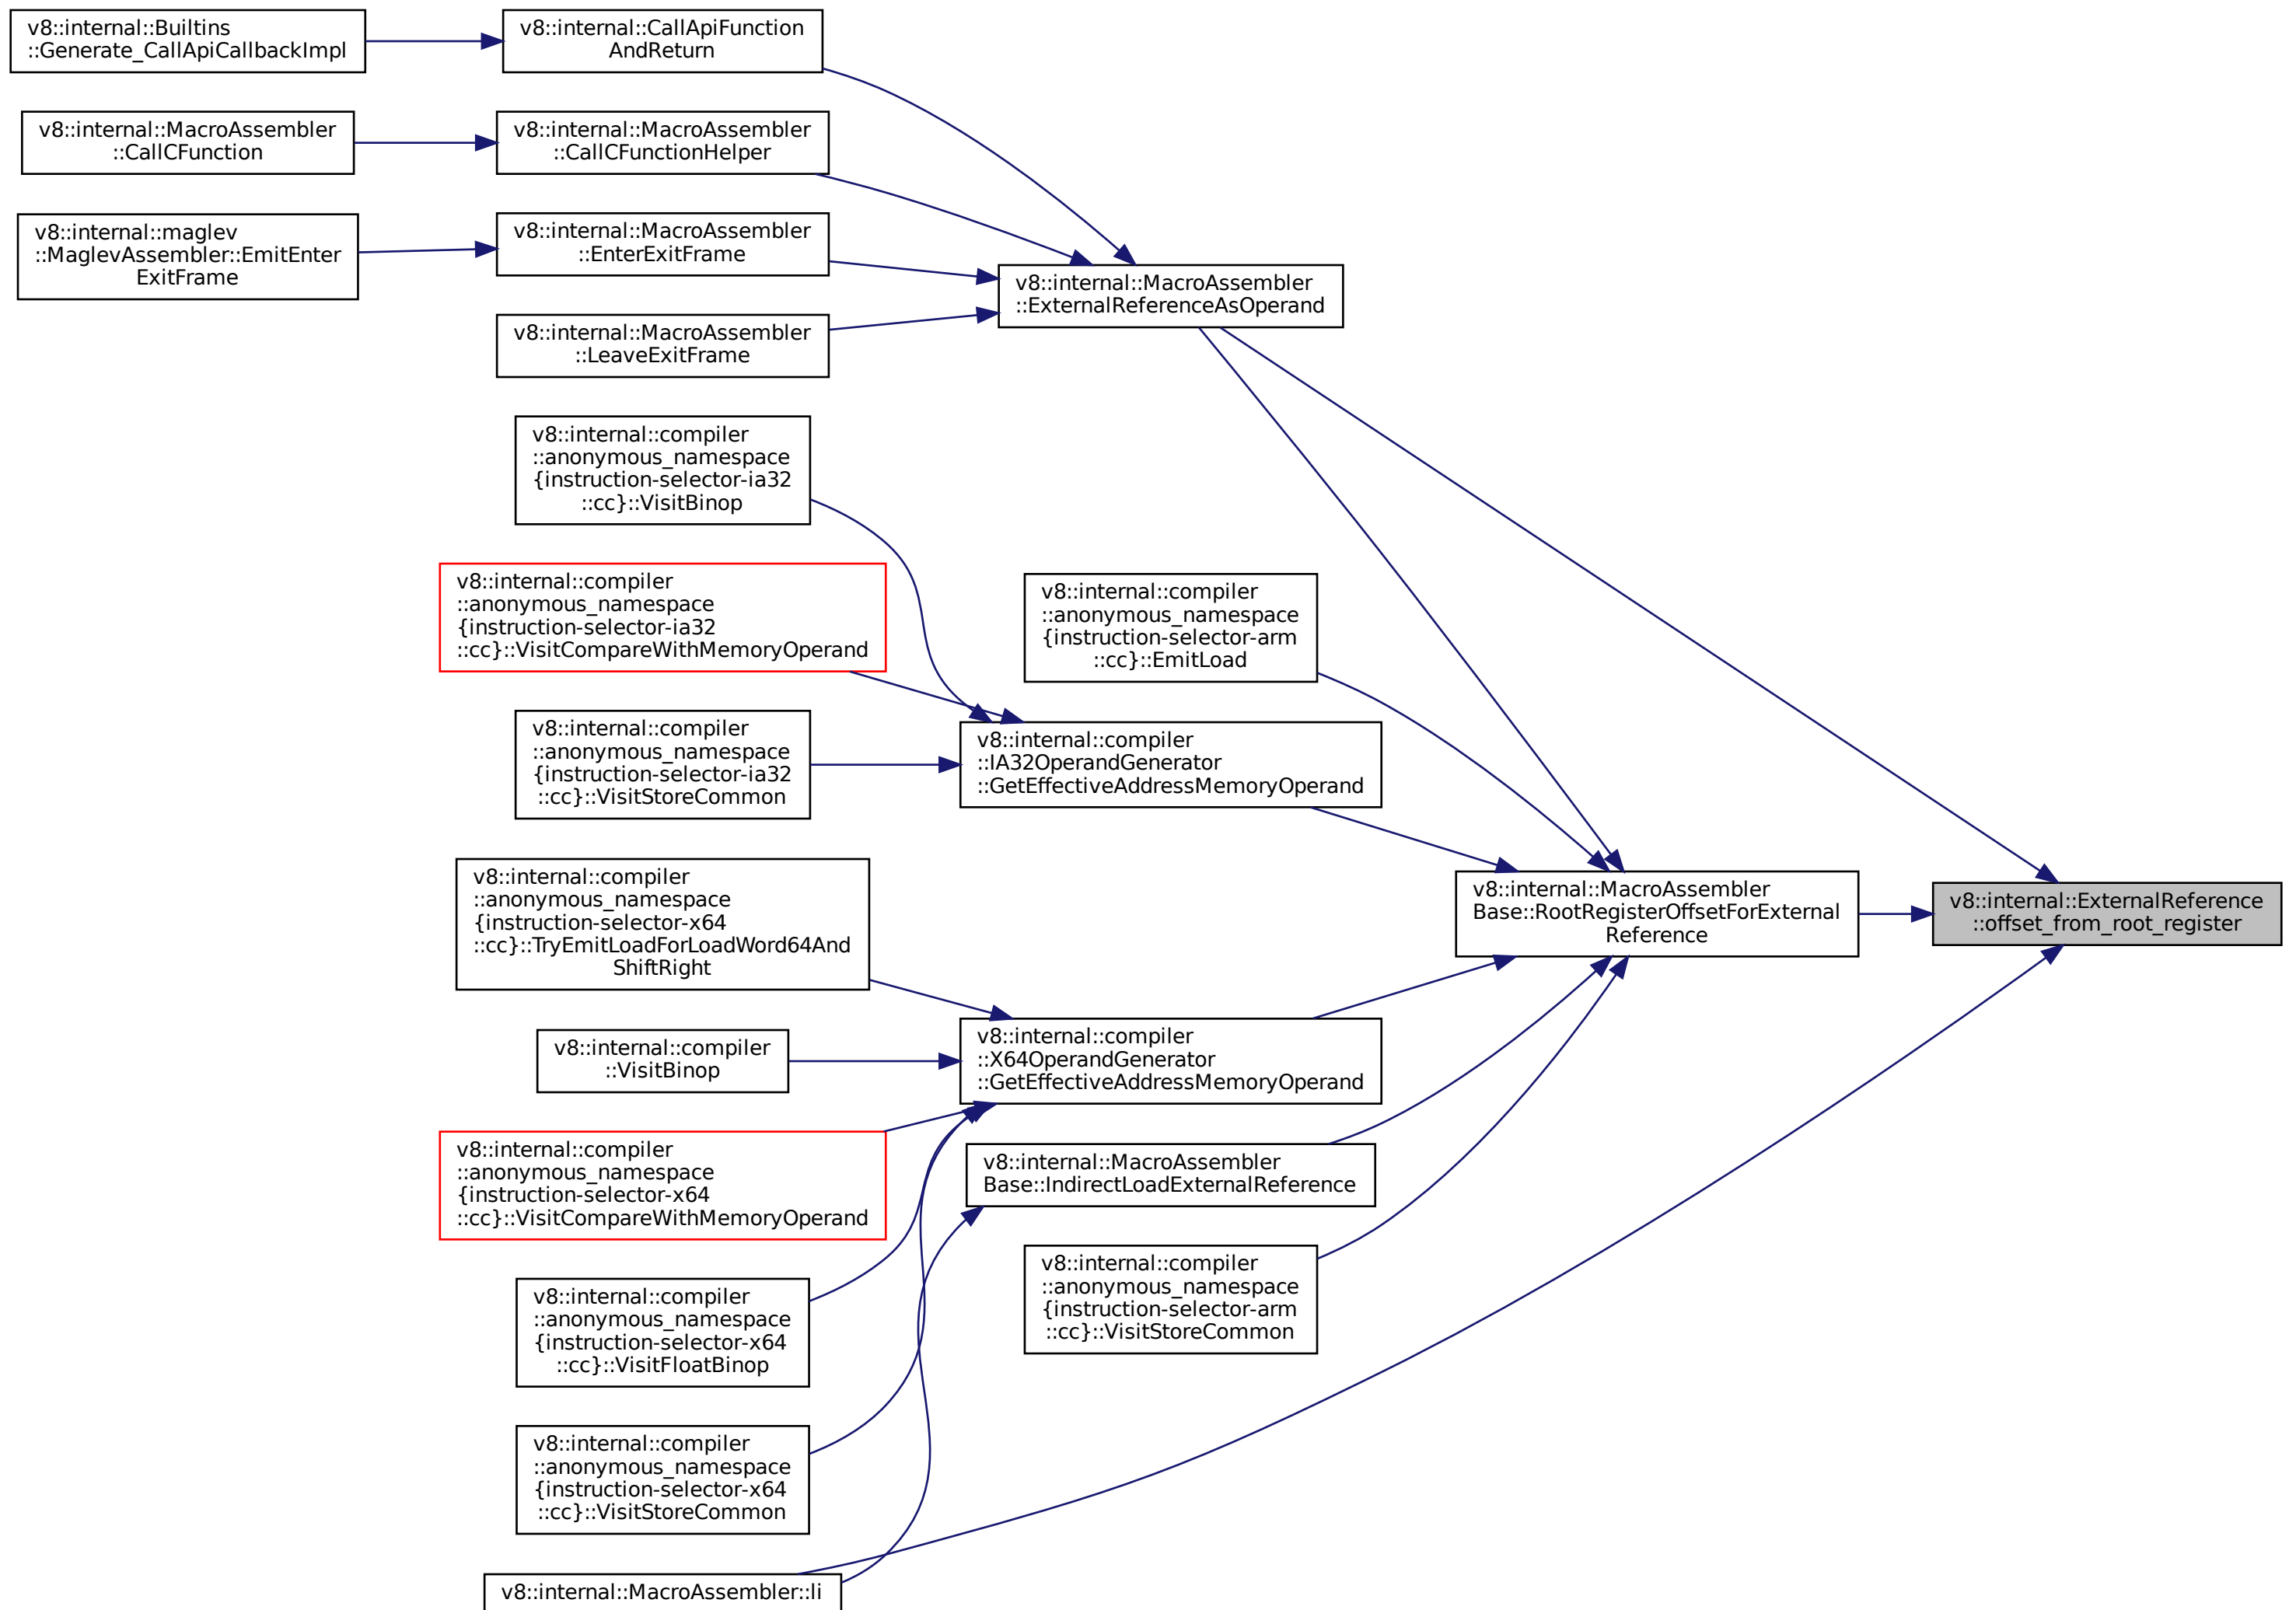 v8::internal::Builtins
::Generate_CallApiCallbackImpl
v8::internal::CallApiFunction
AndReturn
v8::internal::MacroAssembler
::CallCFunction
v8::internal::MacroAssembler
::CallCFunctionHelper
v8::internal::maglev
::MaglevAssembler::EmitEnter
ExitFrame
v8::internal::MacroAssembler
::EnterExitFrame
v8::internal::MacroAssembler
::ExternalReferenceAsOperand
v8::internal::MacroAssembler
::LeaveExitFrame
v8::internal::compiler
::anonymous_namespace
{instruction-selector-ia32
::cc}::VisitBinop
v8::internal::compiler
::anonymous_namespace
{instruction-selector-ia32
::cc}::VisitCompareWithMemoryOperand
v8::internal::compiler
::anonymous_namespace
{instruction-selector-arm
::cc}::EmitLoad
v8::internal::compiler
::anonymous_namespace
{instruction-selector-ia32
::cc}::VisitStoreCommon
v8::internal::compiler
::IA32OperandGenerator
::GetEffectiveAddressMemoryOperand
v8::internal::compiler
::anonymous_namespace
{instruction-selector-x64
::cc}::TryEmitLoadForLoadWord64And
ShiftRight
v8::internal::MacroAssembler
Base::RootRegisterOffsetForExternal
Reference
v8::internal::ExternalReference
::offset_from_root_register
v8::internal::compiler
::VisitBinop
v8::internal::compiler
::X64OperandGenerator
::GetEffectiveAddressMemoryOperand
v8::internal::compiler
::anonymous_namespace
{instruction-selector-x64
::cc}::VisitCompareWithMemoryOperand
v8::internal::MacroAssembler
Base::IndirectLoadExternalReference
v8::internal::compiler
::anonymous_namespace
{instruction-selector-arm
::cc}::VisitStoreCommon
v8::internal::compiler
::anonymous_namespace
{instruction-selector-x64
::cc}::VisitFloatBinop
v8::internal::compiler
::anonymous_namespace
{instruction-selector-x64
::cc}::VisitStoreCommon
v8::internal::MacroAssembler::li